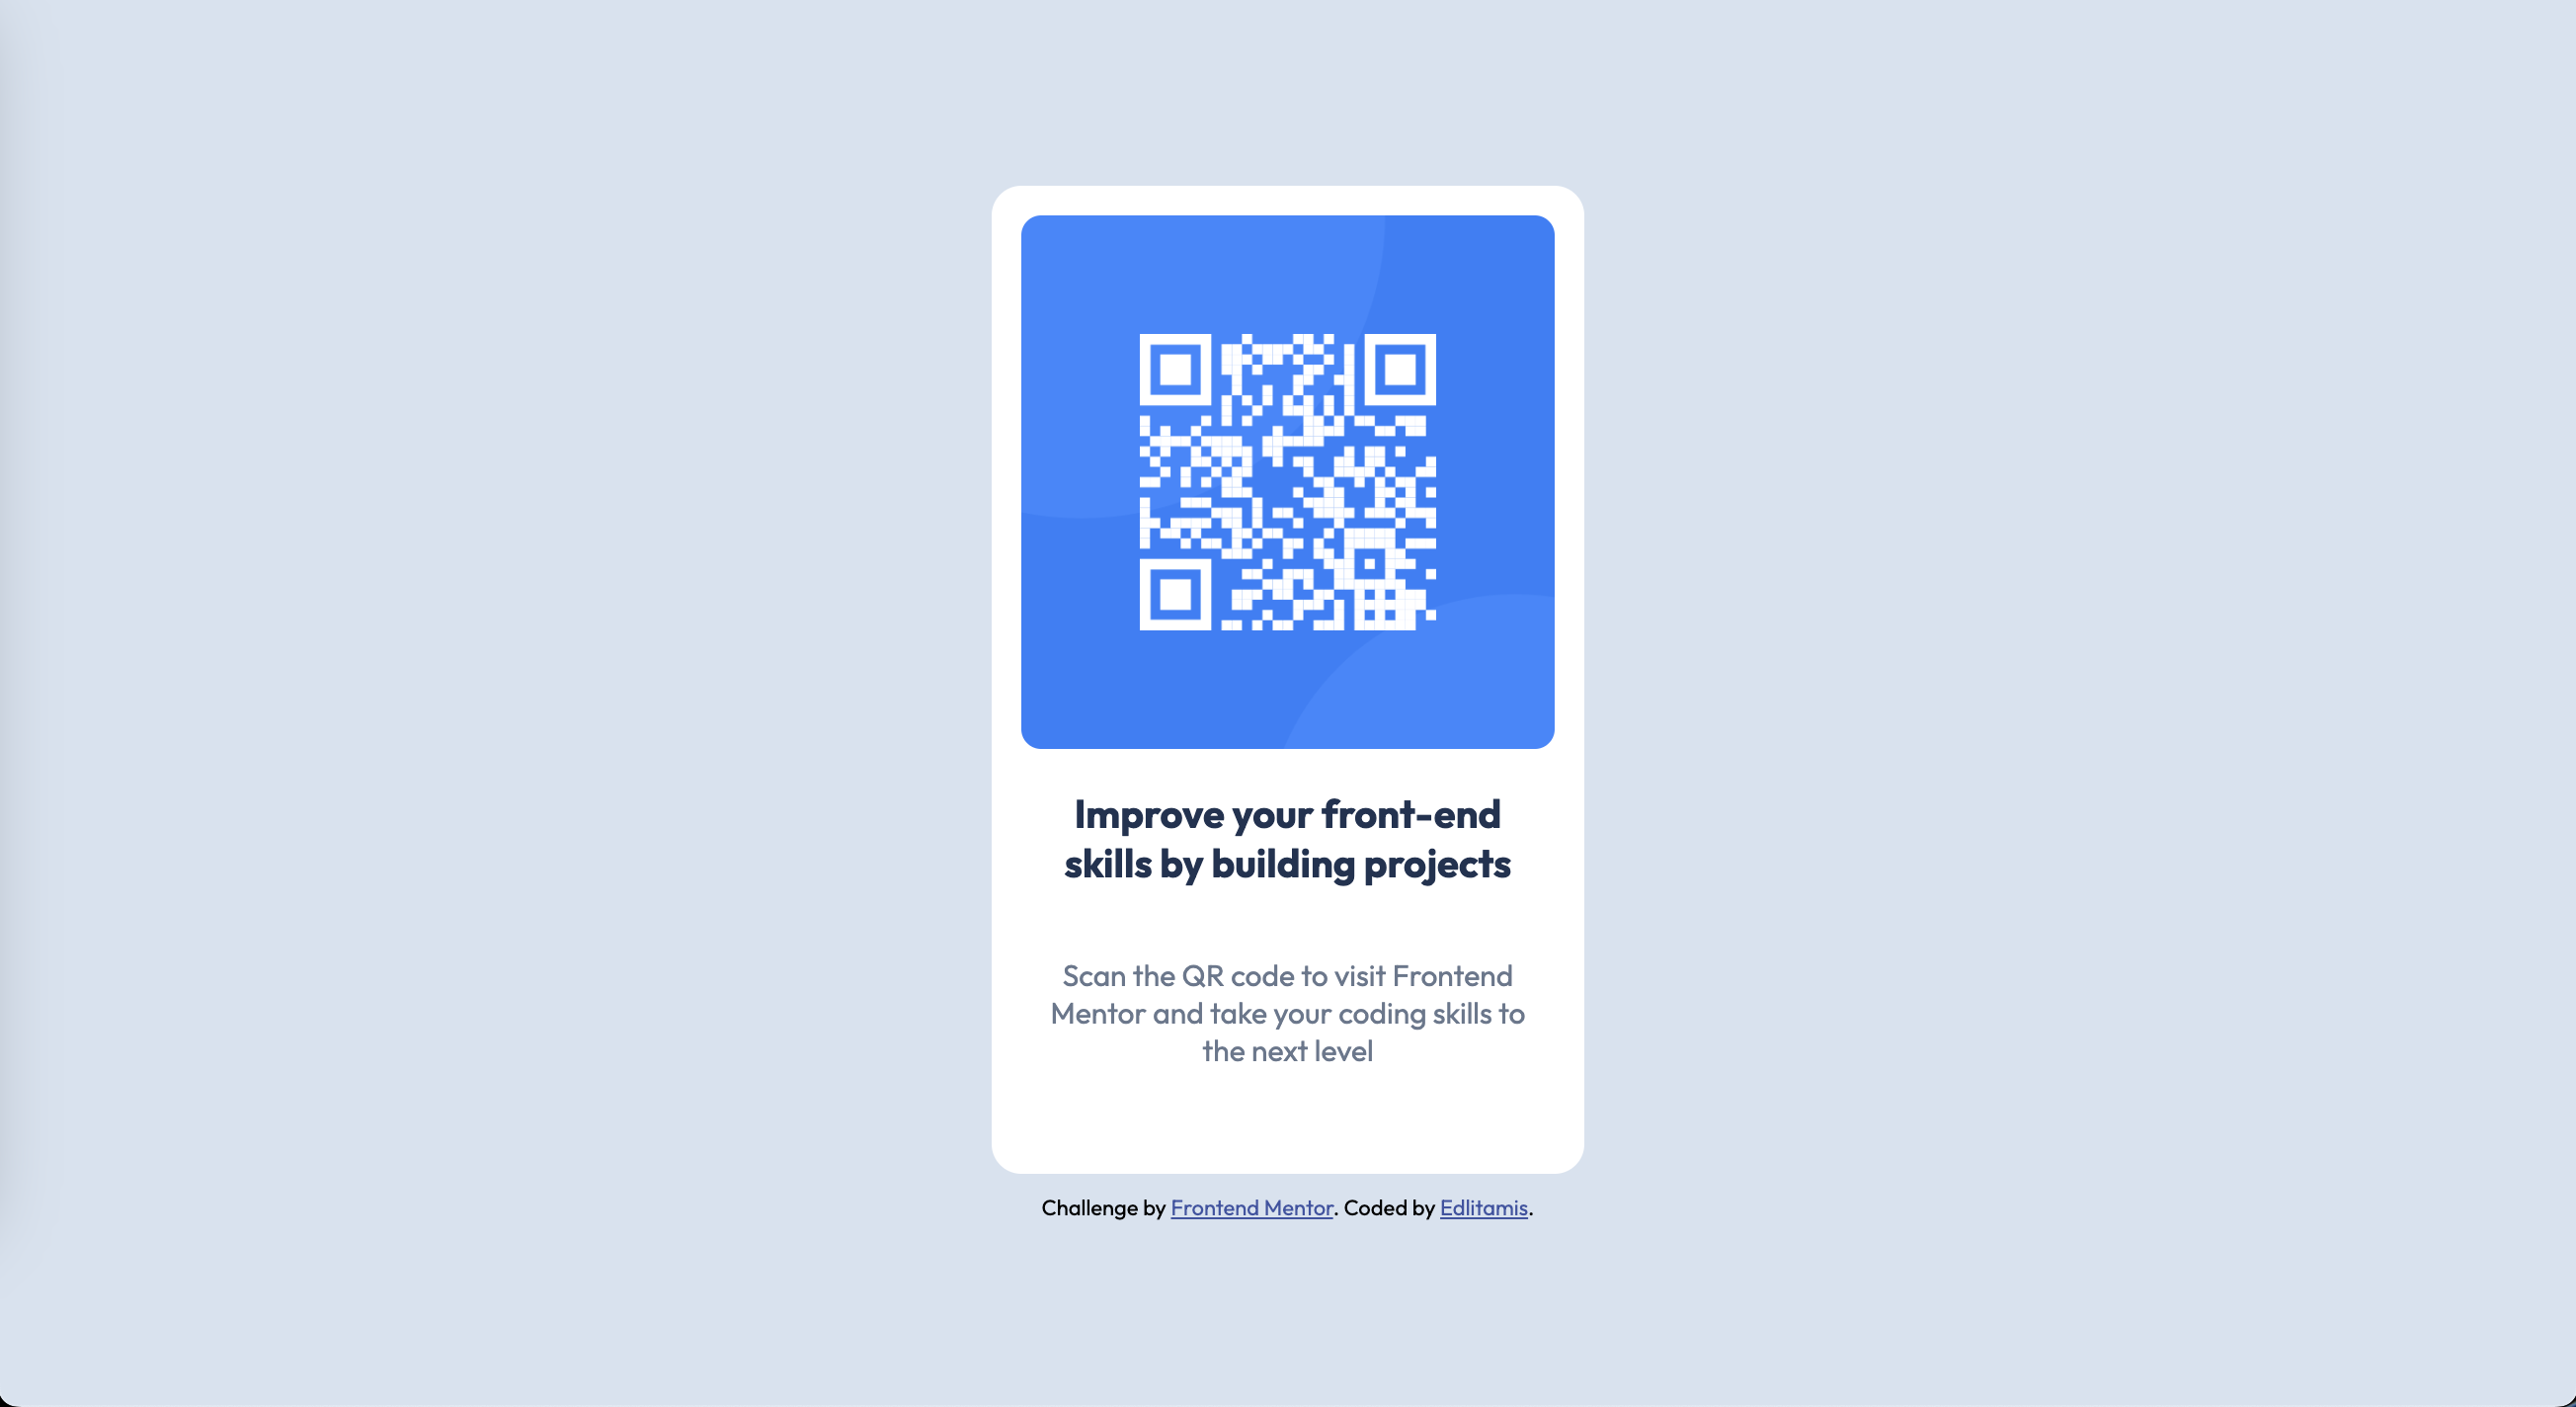 Improve your front-end
skills by building projects
Scan the QR code to visit Frontend
Mentor and take your coding skills to
the next level
Challenge by Frontend Mentor. Coded by Edlitamis.